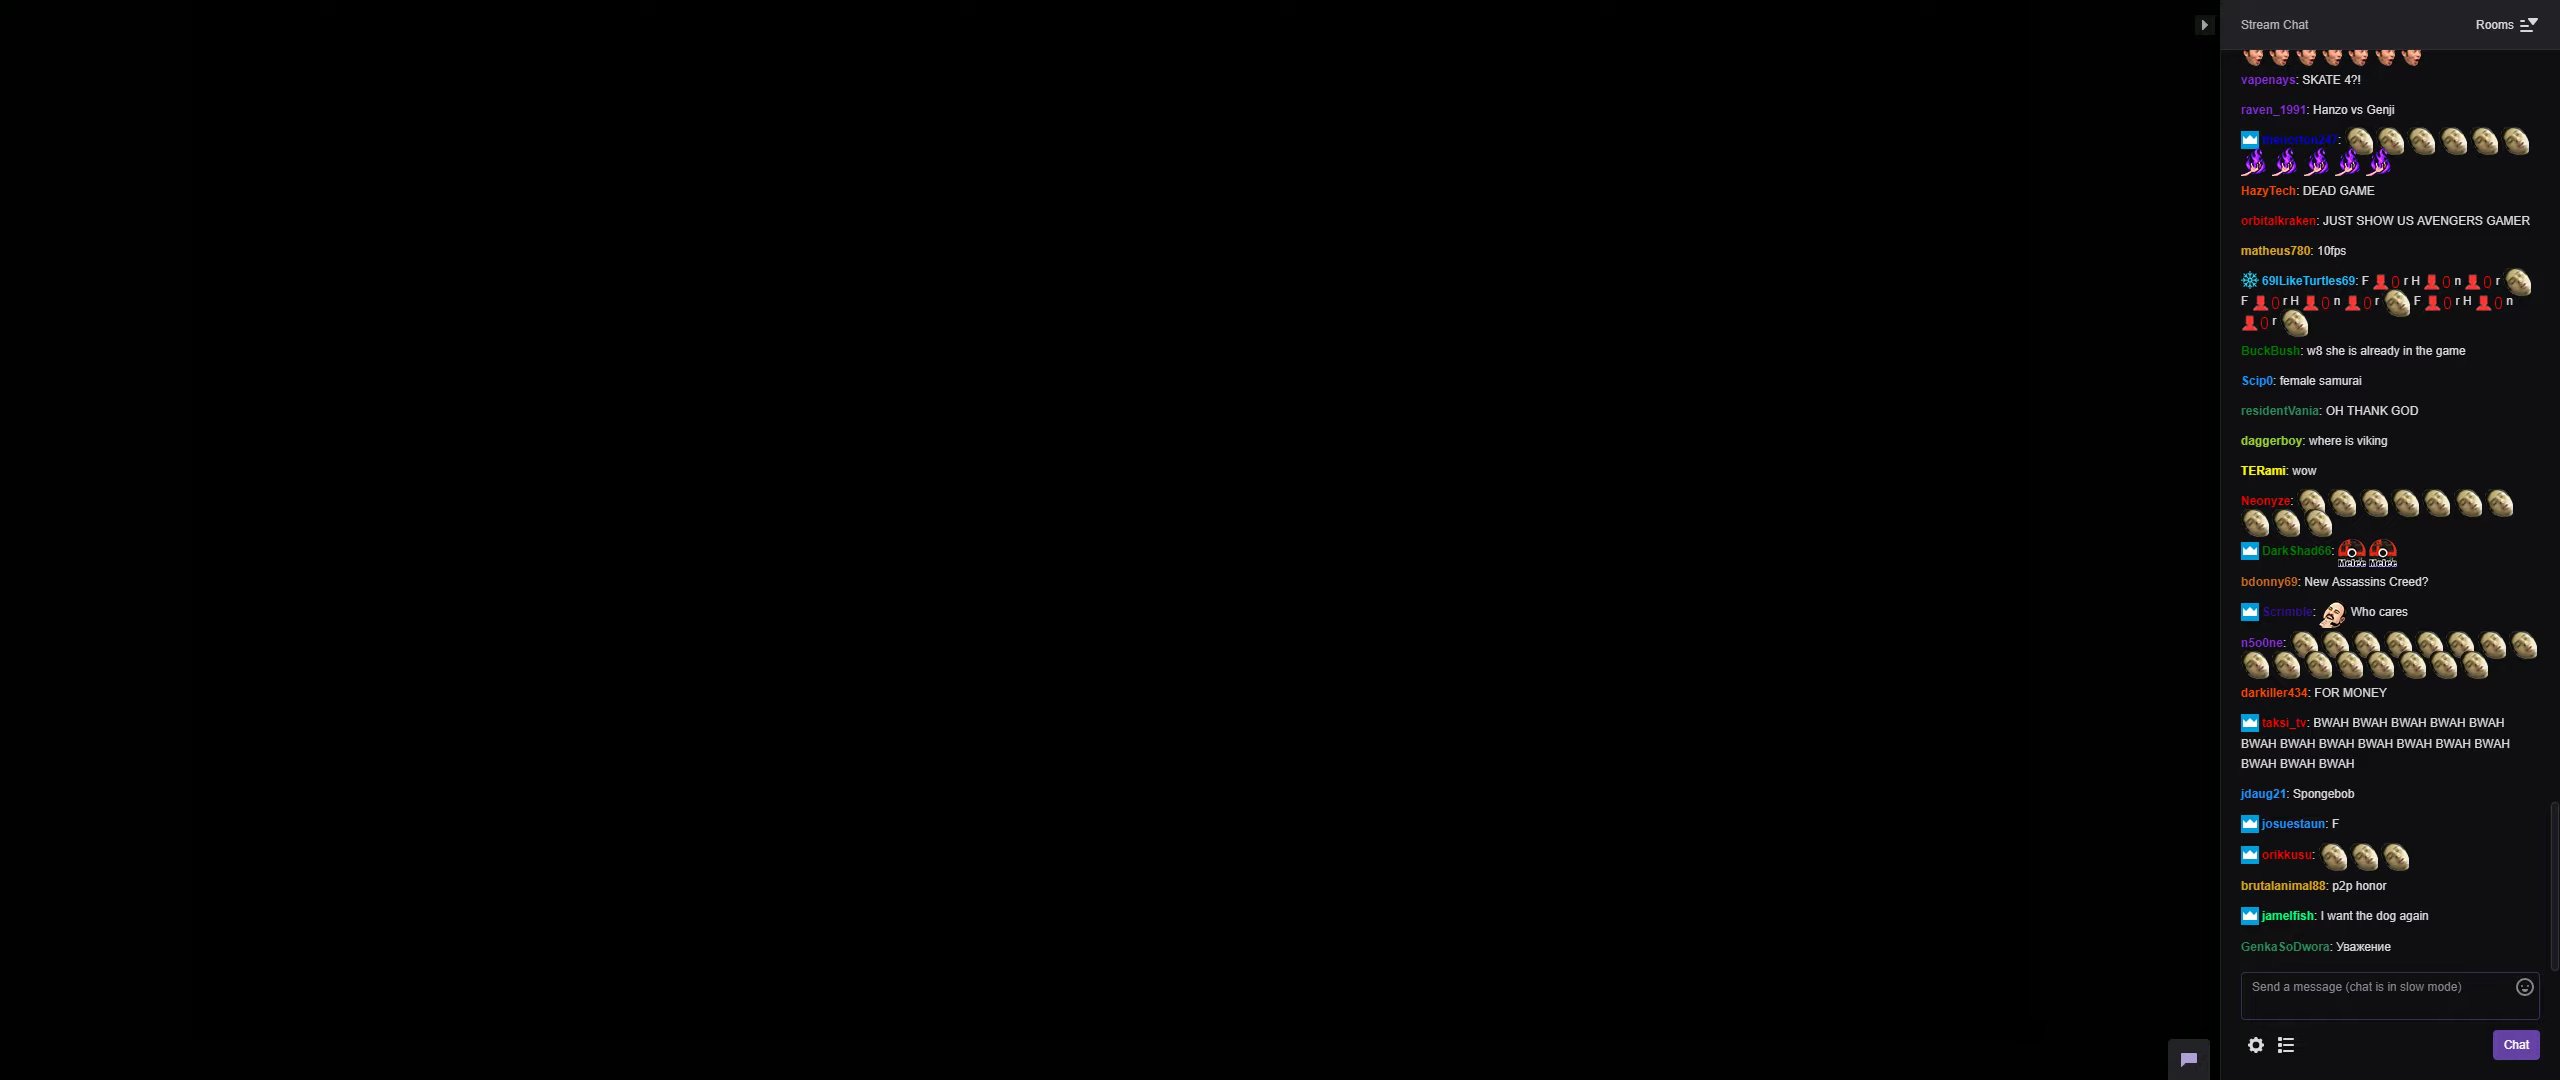 Stream Chat
Rooms
vapenays: SKATE 4?!
raven_1991: Hanzo vs Genji
:
HazyTech: DEAD GAME
orbitalkraken: JUST SHOW US AVENGERS GAMER
matheus780: 10fps
69ILikeTurtles69: F 0 r H 0 n 0 r
F 0 r H 0 n 0 r F 0 r H 0 n
0 r
BuckBush: w8 she is already in the game
Scip0: female samurai
residentVania: OH THANK GOD
daggerboy: where is viking
TERami: wow
Neonyze:
DarkShad66:
Melee Melee
bdonny69: New Assassins Creed?
Scrimble: Who cares
n5o0ne:
darkiller434: FOR MONEY
taksi_tv: BWAH BWAH BWAH BWAH BWAH
BWAH BWAH BWAH BWAH BWAH BWAH BWAH
BWAH BWAH BWAH
jdaug21: Spongebob
josuestaun: F
orikkusu:
brutalanimal88: p2p honor
jamelfish: I want the dog again
GenkaSoDwora: Уважение
Send a message (chat is in slow mode)
Chat